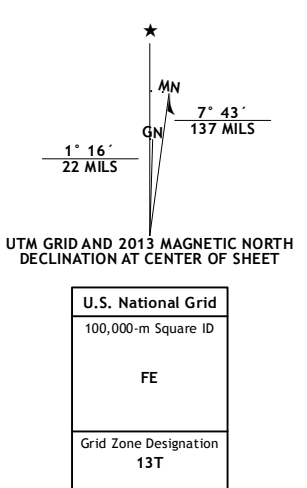 ★
MN
GN
7° 43´
137 MILS
1° 16´
22 MILS
UTM GRID AND 2013 MAGNETIC NORTH
DECLINATION AT CENTER OF SHEET
U.S. National Grid
100,000-m Square ID
FE
Grid Zone Designation
13T